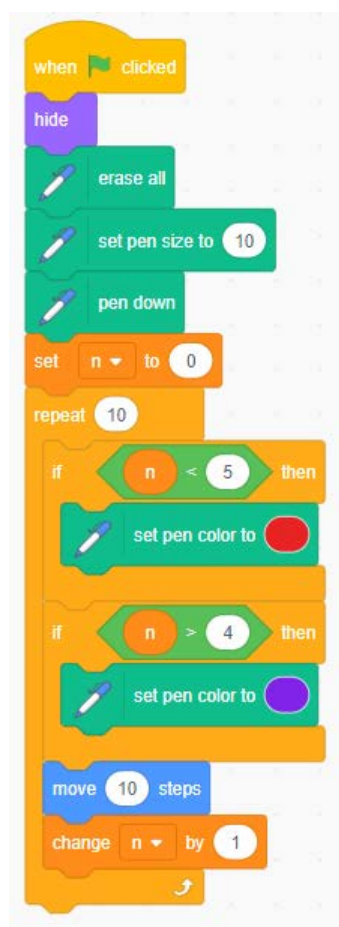 when clicked
hide
erase all
set pen size to 10
pen down
set n to 0
repeat 10
if n < 5 then
set pen color to
if n > 4 then
set pen color to
move 10 steps
change n by 1